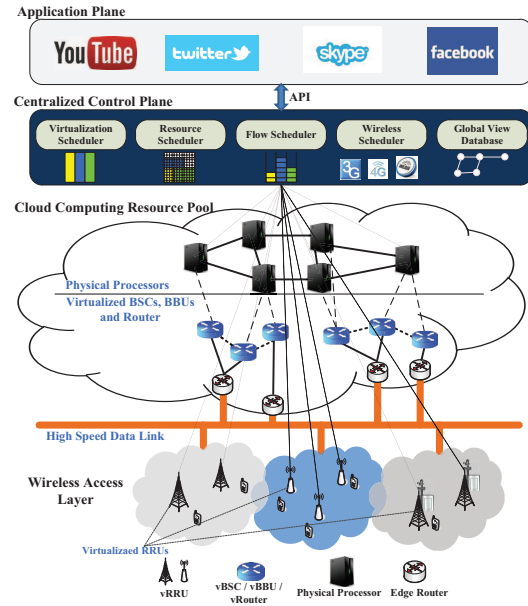 Application Plane
YouTube
twitter
skype
facebook
API
Centralized Control Plane
Virtualization
Scheduler
Resource
Scheduler
Flow Scheduler
Wireless
Scheduler
Global View
Database
3G
4G
Cloud Computing Resource Pool
Physical Processors
Virtualized BSCs, BBUs
and Router
High Speed Data Link
Wireless Access
Layer
Virtualizaed RRUs
vRRU
vBSC / vBBU /
vRouter
Physical Processor
Edge Router